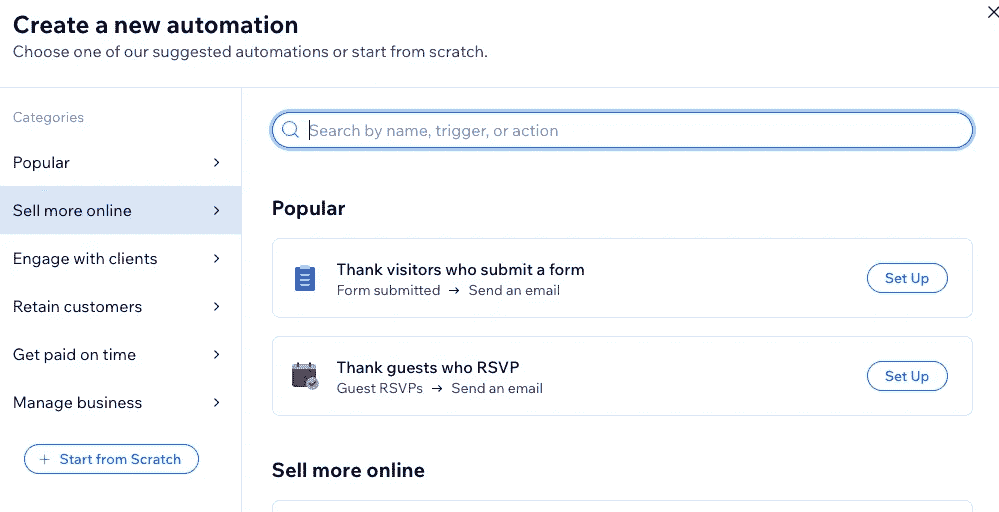 Create a new automation
Choose one of our suggested automations or start from scratch.
Categories
Popular
Sell more online
Engage with clients
Retain customers
Get paid on time
Manage business
+ Start from Scratch
Search by name, trigger, or action
Popular
Thank visitors who submit a form
Form submitted → Send an email
Set Up
Thank guests who RSVP
Guest RSVPs → Send an email
Set Up
Sell more online